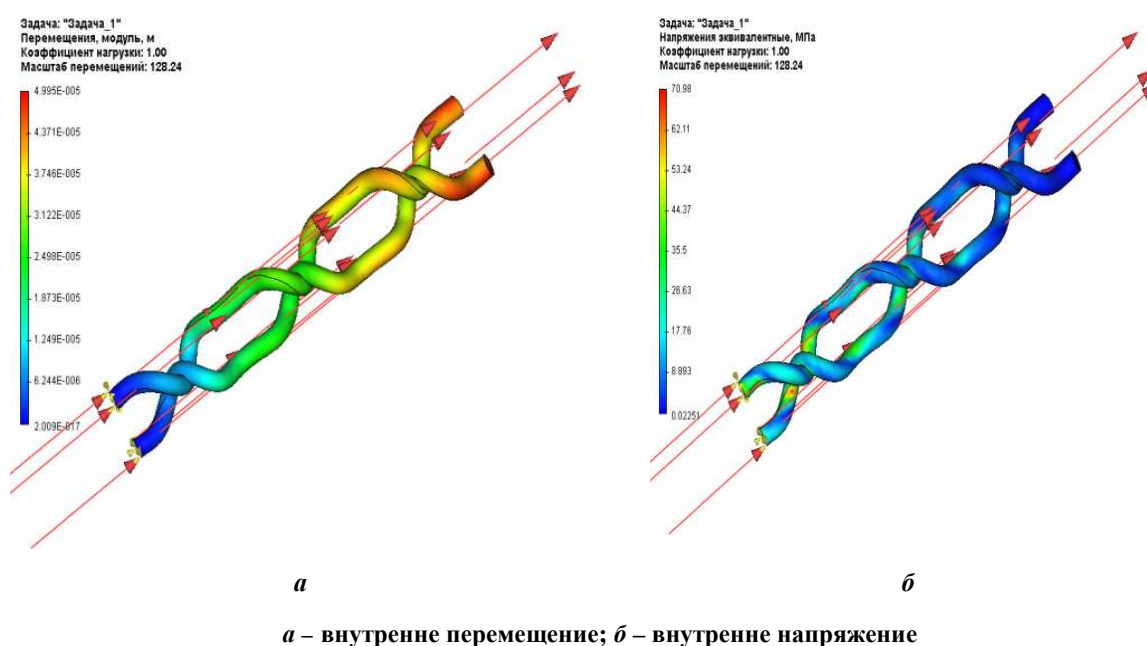 Задача: "Задача_1"
Перемещения, модуль, м
Коэффициент нагрузки: 1.00
Масштаб перемещений: 128.24
4.995E-005
4.371E-005
3.746E-005
3.122E-005
2.498E-005
1.873E-005
1.249E-005
6.244E-006
2.009E-017
Задача: "Задача_1"
Напряжения эквивалентные, МПа
Коэффициент нагрузки: 1.00
Масштаб перемещений: 128.24
70.98
62.11
53.24
44.37
35.5
26.63
17.76
8.893
0.02251
а
б
а – внутренне перемещение; б – внутренне напряжение